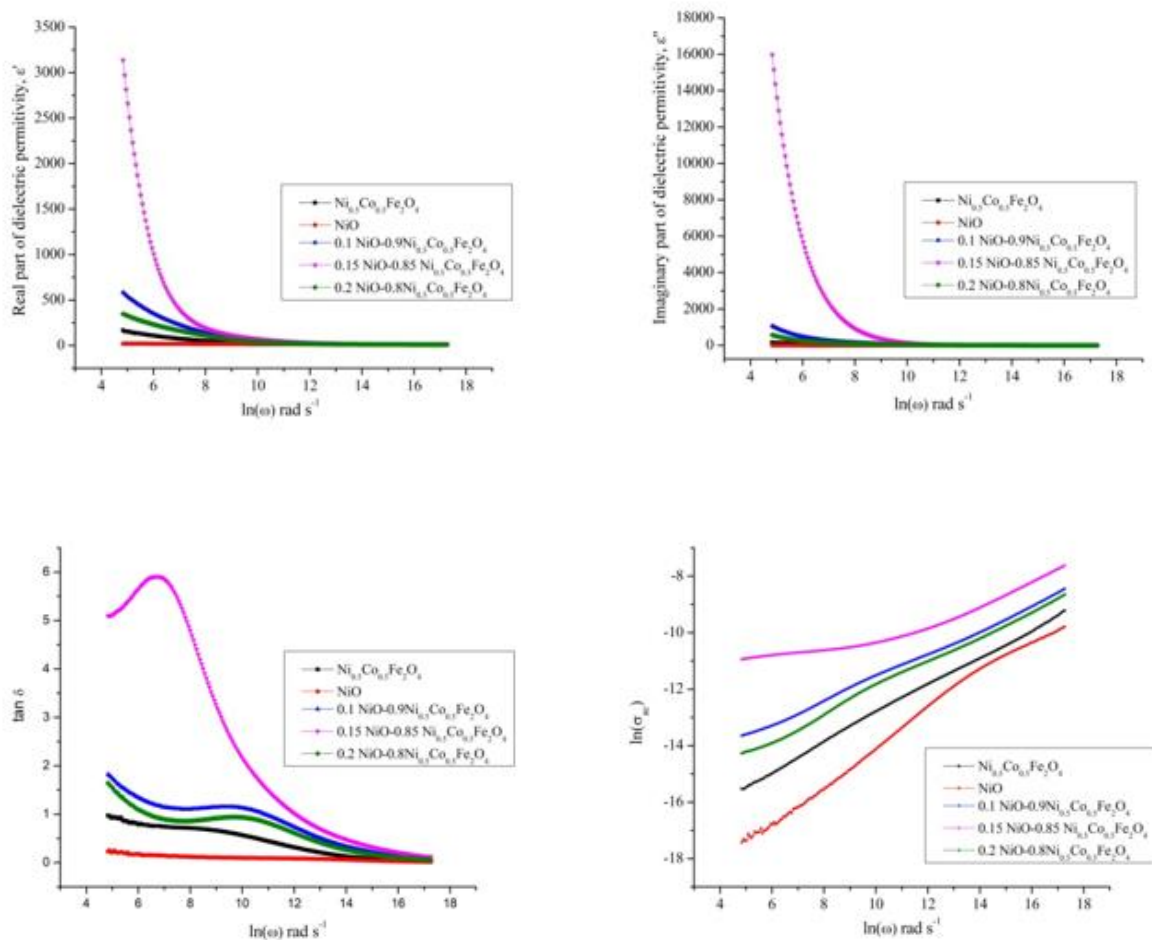 Real part of dielectric permitivity, ε'
3500
3000
2500
2000
1500
1000
500
0
4 6 8 10 12 14 16 18
ln(ω) rad s⁻¹
Ni₀.₅Co₀.₅Fe₂O₄
NiO
0.1 NiO-0.9Ni₀.₅Co₀.₅Fe₂O₄
0.15 NiO-0.85 Ni₀.₅Co₀.₅Fe₂O₄
0.2 NiO-0.8Ni₀.₅Co₀.₅Fe₂O₄
Imaginary part of dielectric permitivity, ε"
18000
16000
14000
12000
10000
8000
6000
4000
2000
0
4 6 8 10 12 14 16 18
ln(ω) rad s⁻¹
Ni₀.₅Co₀.₅Fe₂O₄
NiO
0.1 NiO-0.9Ni₀.₅Co₀.₅Fe₂O₄
0.15 NiO-0.85 Ni₀.₅Co₀.₅Fe₂O₄
0.2 NiO-0.8Ni₀.₅Co₀.₅Fe₂O₄
tan δ
6
5
4
3
2
1
0
4 6 8 10 12 14 16 18
ln(ω) rad s⁻¹
Ni₀.₅Co₀.₅Fe₂O₄
NiO
0.1 NiO-0.9Ni₀.₅Co₀.₅Fe₂O₄
0.15 NiO-0.85 Ni₀.₅Co₀.₅Fe₂O₄
0.2 NiO-0.8Ni₀.₅Co₀.₅Fe₂O₄
ln(σac)
-8
-10
-12
-14
-16
-18
4 6 8 10 12 14 16 18
ln(ω) rad s⁻¹
Ni₀.₅Co₀.₅Fe₂O₄
NiO
0.1 NiO-0.9Ni₀.₅Co₀.₅Fe₂O₄
0.15 NiO-0.85 Ni₀.₅Co₀.₅Fe₂O₄
0.2 NiO-0.8Ni₀.₅Co₀.₅Fe₂O₄